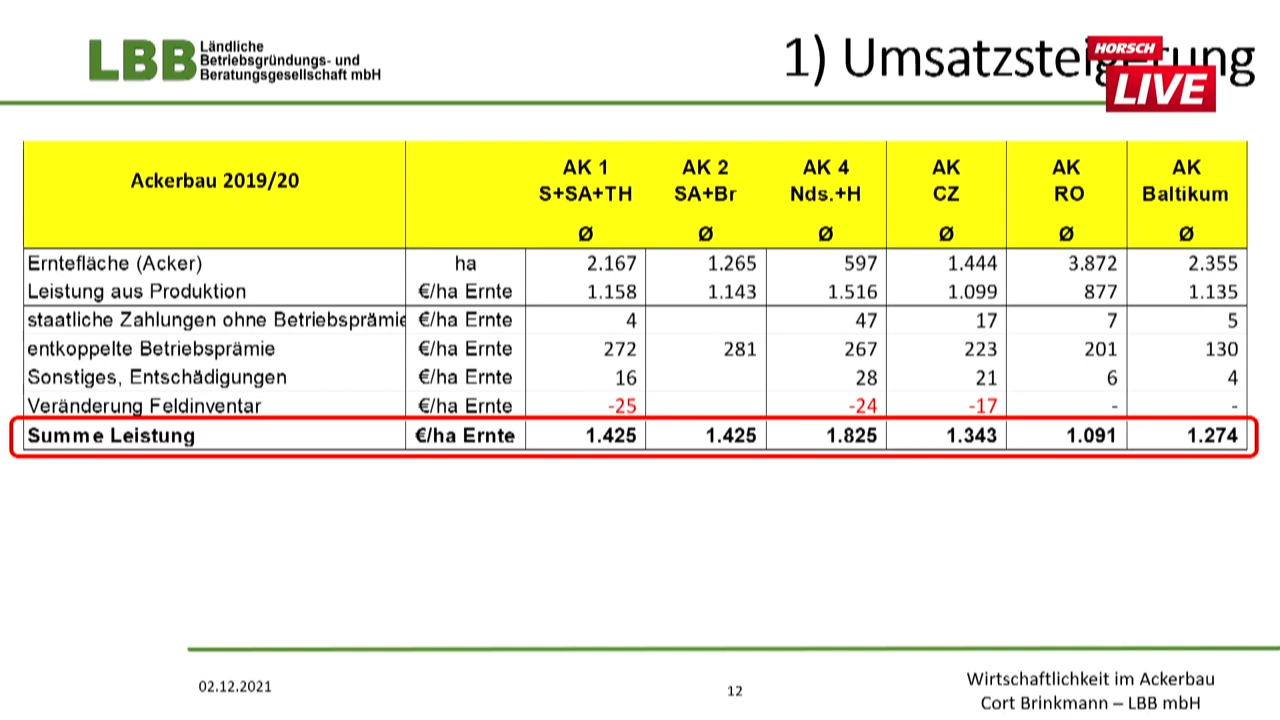 LBB Ländliche
Betriebsgründungs- und
Beratungsgesellschaft mbH
1) Umsatzsteigerung
HORSCH
LIVE
Ackerbau 2019/20 AK 1 AK 2 AK 4 AK AK AK
S+SA+TH SA+Br Nds.+H CZ RO Baltikum
Ø Ø Ø Ø Ø Ø
Erntefläche (Acker) ha 2.167 1.265 597 1.444 3.872 2.355
Leistung aus Produktion €/ha Ernte 1.158 1.143 1.516 1.099 877 1.135
staatliche Zahlungen ohne Betriebsprämie €/ha Ernte 4 47 17 7 5
entkoppelte Betriebsprämie €/ha Ernte 272 281 267 223 201 130
Sonstiges, Entschädigungen €/ha Ernte 16 28 21 6 4
Veränderung Feldinventar €/ha Ernte -25 -24 -17 - -
Summe Leistung €/ha Ernte 1.425 1.425 1.825 1.343 1.091 1.274
02.12.2021
12
Wirtschaftlichkeit im Ackerbau
Cort Brinkmann – LBB mbH